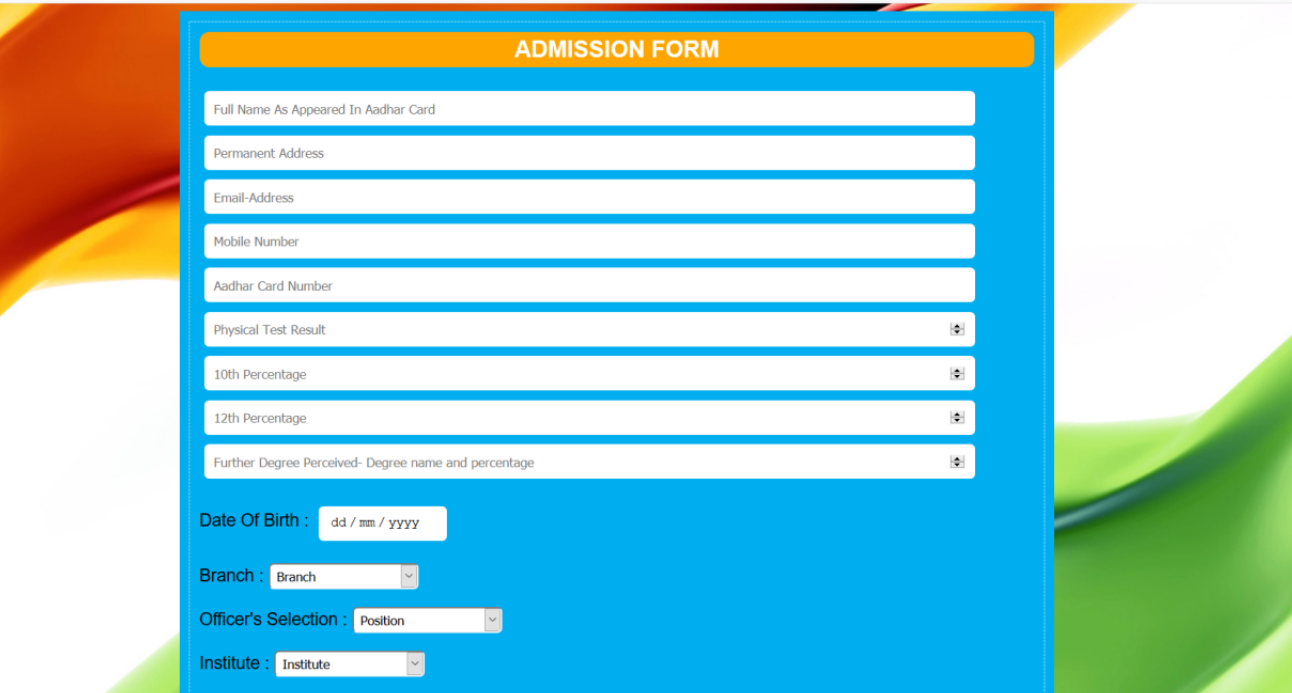 ADMISSION FORM
Full Name As Appeared In Aadhar Card
Permanent Address
Email-Address
Mobile Number
Aadhar Card Number
Physical Test Result
10th Percentage
12th Percentage
Further Degree Perceived- Degree name and percentage
Date Of Birth : dd / mm / yyyy
Branch : Branch
Officer's Selection : Position
Institute : Institute